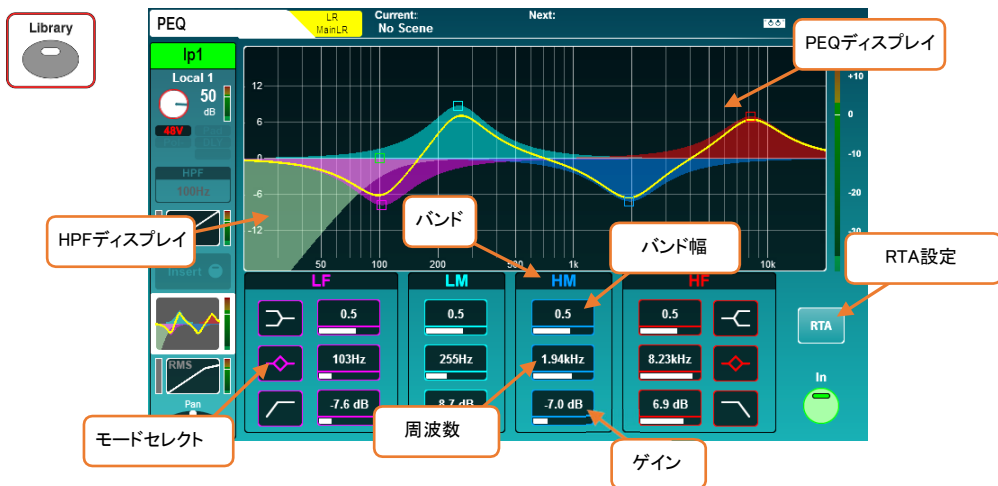 Library
PEQ
LR
MainLR
Current:
No Scene
Next:
Ip1
Local 1
50
dB
48V
HPF
100Hz
Insert
RMS
Pan
PEQディスプレイ
HPFディスプレイ
バンド
バンド幅
RTA設定
モードセレクト
周波数
ゲイン
12
6
0
-6
-12
50 100 200 500 1k 10k
+10
0
-10
-20
-30
LF LM HM HF
0.5 0.5 0.5 0.5
103Hz 255Hz 1.94kHz 8.23kHz
-7.6 dB 8.7 dB -7.0 dB 6.9 dB
RTA
In